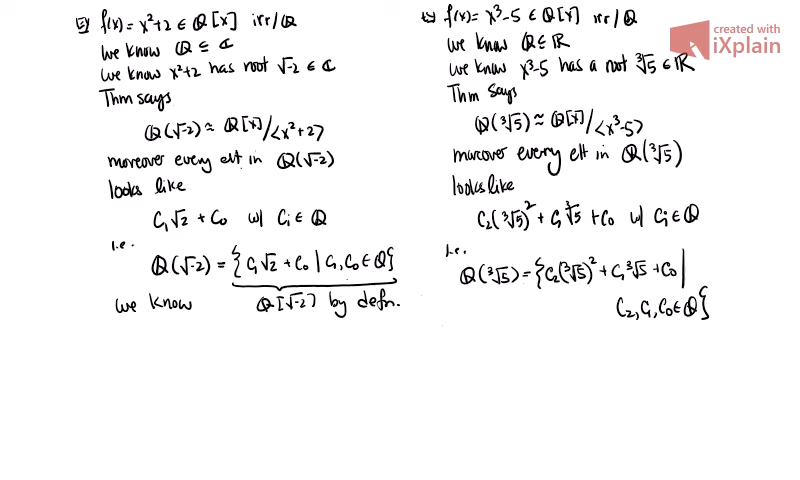 Ex f(x)= x²+2 ∈ ℚ[x] irr/ℚ
we know ℚ ⊆ ℂ
we know x²+2 has root √-2 ∈ ℂ
Thm says
ℚ(√-2) ≈ ℚ[x]/<x²+2>
moreover every elt in ℚ(√-2)
looks like
C₁√2 + C₀ w/ Cᵢ ∈ ℚ
i.e.
ℚ(√-2) = {C₁√2 + C₀ | C₁, C₀ ∈ ℚ}
we know ℚ[√-2] by defn.
Ex f(x)= x³-5 ∈ ℚ[x] irr/ℚ
we know ℚ ⊆ ℝ
we know x³-5 has a root ∛5 ∈ ℝ
Thm says
ℚ(∛5) ≈ ℚ[x]/<x³-5>
moreover every elt in ℚ(∛5)
looks like
C₂(∛5)² + C₁∛5 + C₀ w/ Cᵢ ∈ ℚ
i.e.
ℚ(∛5) = {C₂(∛5)² + C₁∛5 + C₀ |
C₂, C₁, C₀ ∈ ℚ}
created with
iXplain